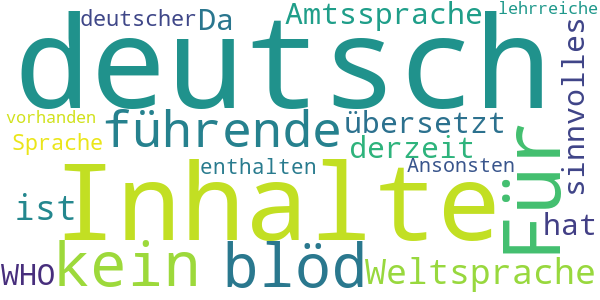 deutscher Da Amtssprache lehrreiche
deutsch
vorhanden führende übersetzt sinnvolles
Sprache derzeit Für
enthalten Ansonsten
Inhalte
ist hat
WHO kein blöd Weltsprache